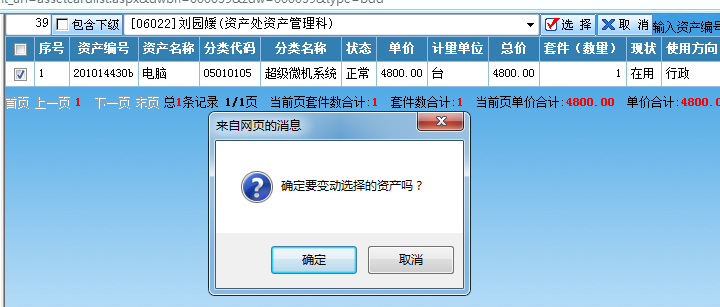 39 包含下级 [06022]刘园媛(资产处资产管理科) 选 择 取 消 输入资产编号
序号 资产编号 资产名称 分类代码 分类名称 状态 单价 计量单位 总价 套件（数量） 现状 使用方向
1 201014430b 电脑 05010105 超级微机系统 正常 4800.00 台 4800.00 1 在用 行政
首页 上一页 1 下一页 末页 总1条记录 1/1页 当前页套件数合计:1 套件数合计:1 当前页单价合计:4800.00 单价合计:4800.0
来自网页的消息
确定要变动选择的资产吗？
确定 取消